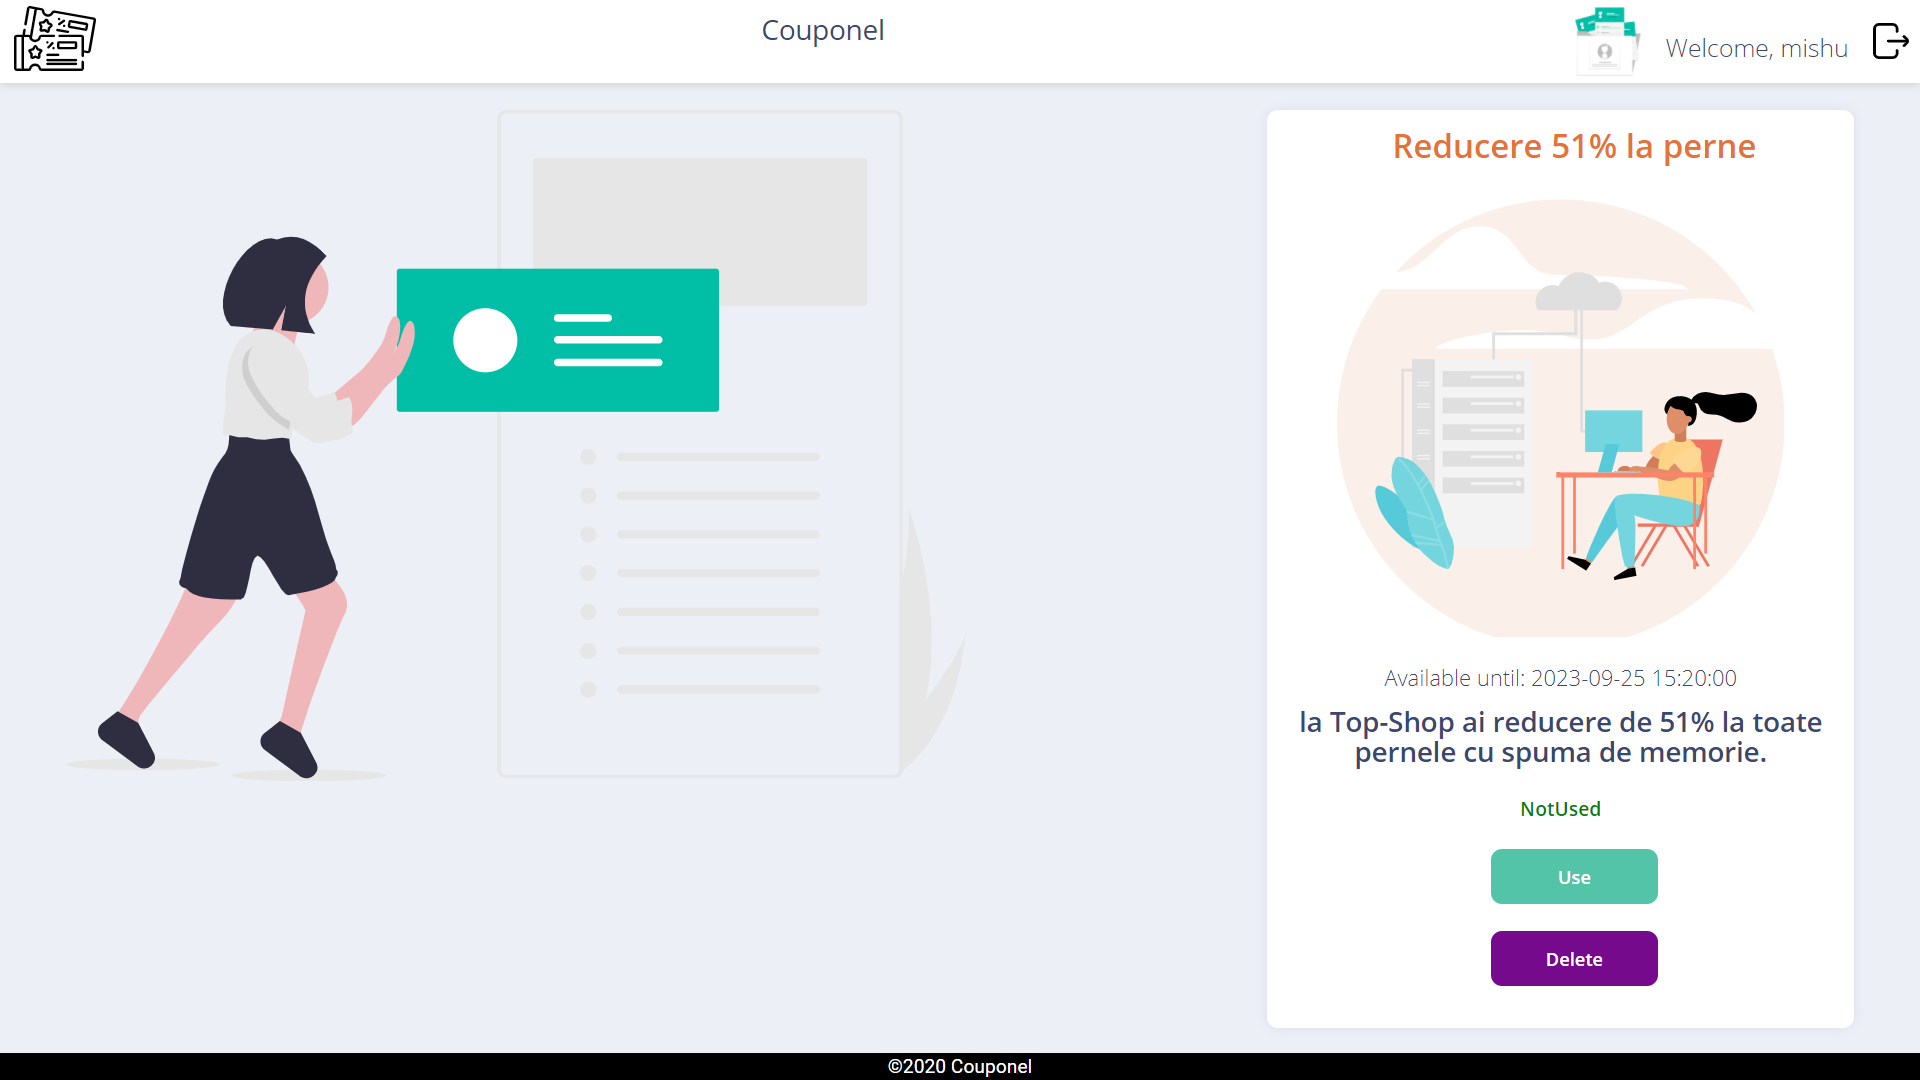 Couponel
Welcome, mishu
Reducere 51% la perne
Available until: 2023-09-25 15:20:00
la Top-Shop ai reducere de 51% la toate
pernele cu spuma de memorie.
NotUsed
Use
Delete
©2020 Couponel